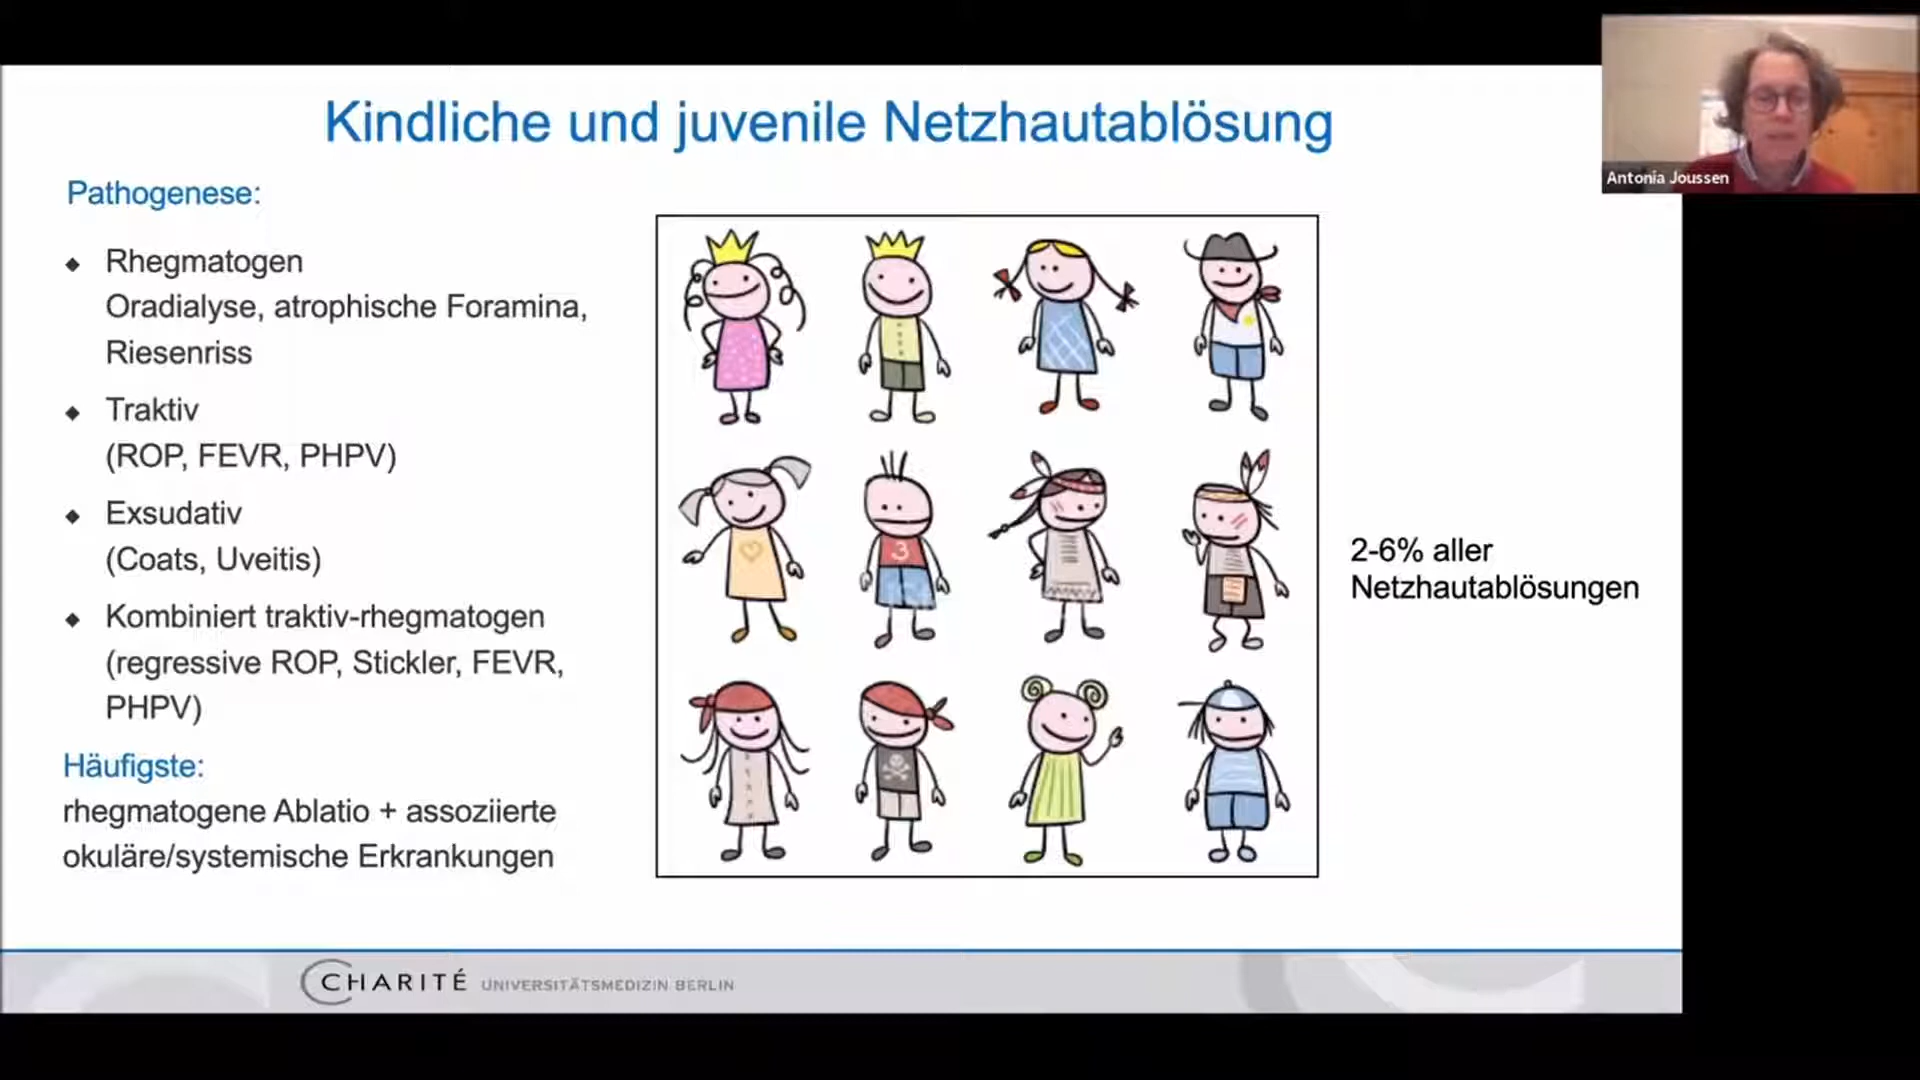 Kindliche und juvenile Netzhautablösung
Antonia Joussen
Pathogenese:
Rhegmatogen
Oradialyse, atrophische Foramina,
Riesenriss
Traktiv
(ROP, FEVR, PHPV)
Exsudativ
(Coats, Uveitis)
Kombiniert traktiv-rhegmatogen
(regressive ROP, Stickler, FEVR,
PHPV)
Häufigste:
rhegmatogene Ablatio + assoziierte
okuläre/systemische Erkrankungen
3
2-6% aller
Netzhautablösungen
CHARITÉ UNIVERSITÄTSMEDIZIN BERLIN